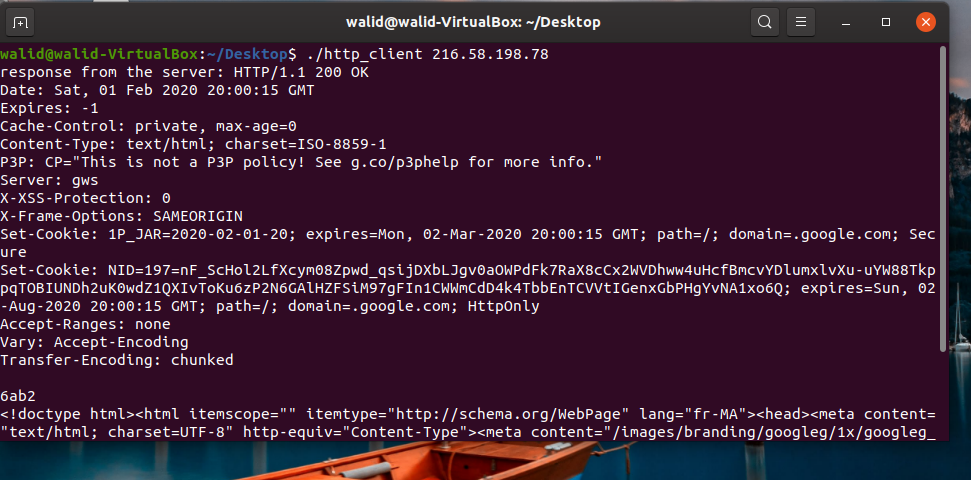 walid@walid-VirtualBox: ~/Desktop
walid@walid-VirtualBox:~/Desktop$ ./http_client 216.58.198.78
response from the server: HTTP/1.1 200 OK
Date: Sat, 01 Feb 2020 20:00:15 GMT
Expires: -1
Cache-Control: private, max-age=0
Content-Type: text/html; charset=ISO-8859-1
P3P: CP="This is not a P3P policy! See g.co/p3phelp for more info."
Server: gws
X-XSS-Protection: 0
X-Frame-Options: SAMEORIGIN
Set-Cookie: 1P_JAR=2020-02-01-20; expires=Mon, 02-Mar-2020 20:00:15 GMT; path=/; domain=.google.com; Sec
ure
Set-Cookie: NID=197=nF_ScHol2LfXcym08Zpwd_qsijDXbLJgv0aOWPdFk7RaX8cCx2WVDhww4uHcfBmcvYDlumxlvXu-uYW88Tkp
pqTOBIUNDh2uK0wdZ1QXIvToKu6zP2N6GAlHZFSiM97gFIn1CWWmCdD4k4TbbEnTCVVtIGenxGbPHgYvNA1xo6Q; expires=Sun, 02
-Aug-2020 20:00:15 GMT; path=/; domain=.google.com; HttpOnly
Accept-Ranges: none
Vary: Accept-Encoding
Transfer-Encoding: chunked
6ab2
<!doctype html><html itemscope="" itemtype="http://schema.org/WebPage" lang="fr-MA"><head><meta content=
"text/html; charset=UTF-8" http-equiv="Content-Type"><meta content="/images/branding/googleg/1x/googleg_